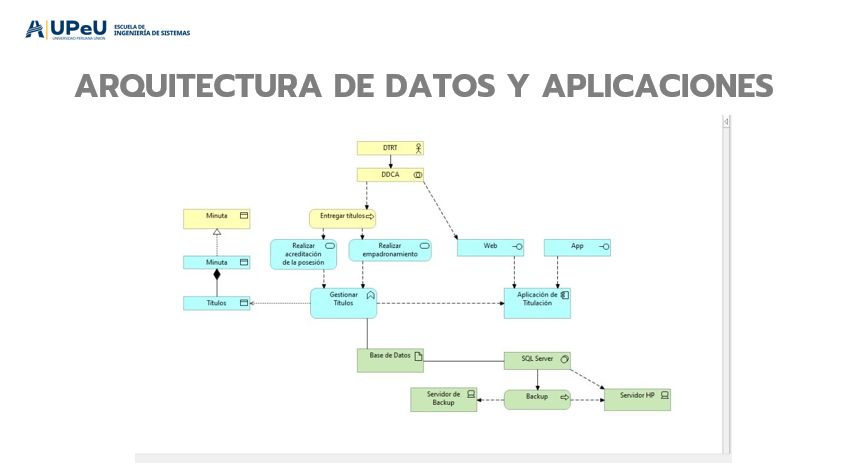 UPeU
UNIVERSIDAD PERUANA UNIÓN
ESCUELA DE
INGENIERÍA DE SISTEMAS
ARQUITECTURA DE DATOS Y APLICACIONES
DTRT
DDCA
Minuta
Entregar títulos
Realizar
acreditación
de la posesión
Realizar
empadronamiento
Web
App
Minuta
Títulos
Gestionar
Títulos
Aplicación de
Titulación
Base de Datos
SQL Server
Servidor de
Backup
Backup
Servidor HP